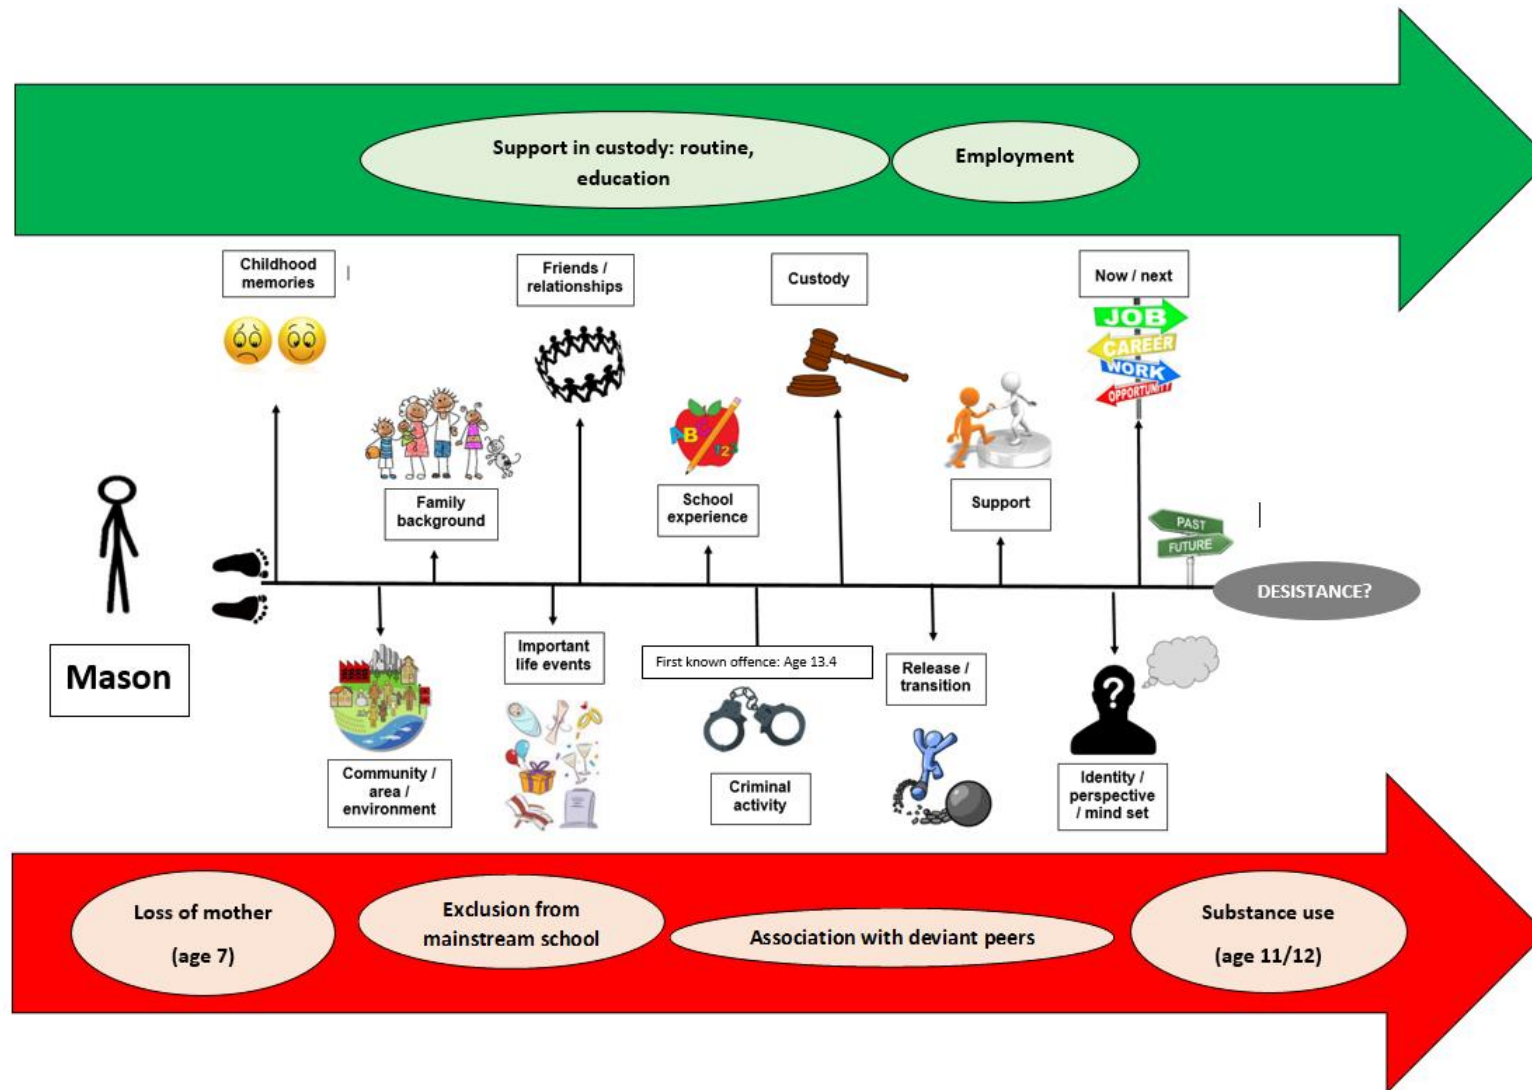 Support in custody: routine,
education
Employment
Childhood
memories
Friends /
relationships
Custody
Now / next
JOB
CAREER
WORK
OPPORTUNITY
Family
background
ABC
123
School
experience
Support
PAST
FUTURE
DESISTANCE?
Mason
Important
life events
First known offence: Age 13.4
Release /
transition
?
Community /
area /
environment
Criminal
activity
Identity /
perspective
/ mind set
Loss of mother
(age 7)
Exclusion from
mainstream school
Association with deviant peers
Substance use
(age 11/12)